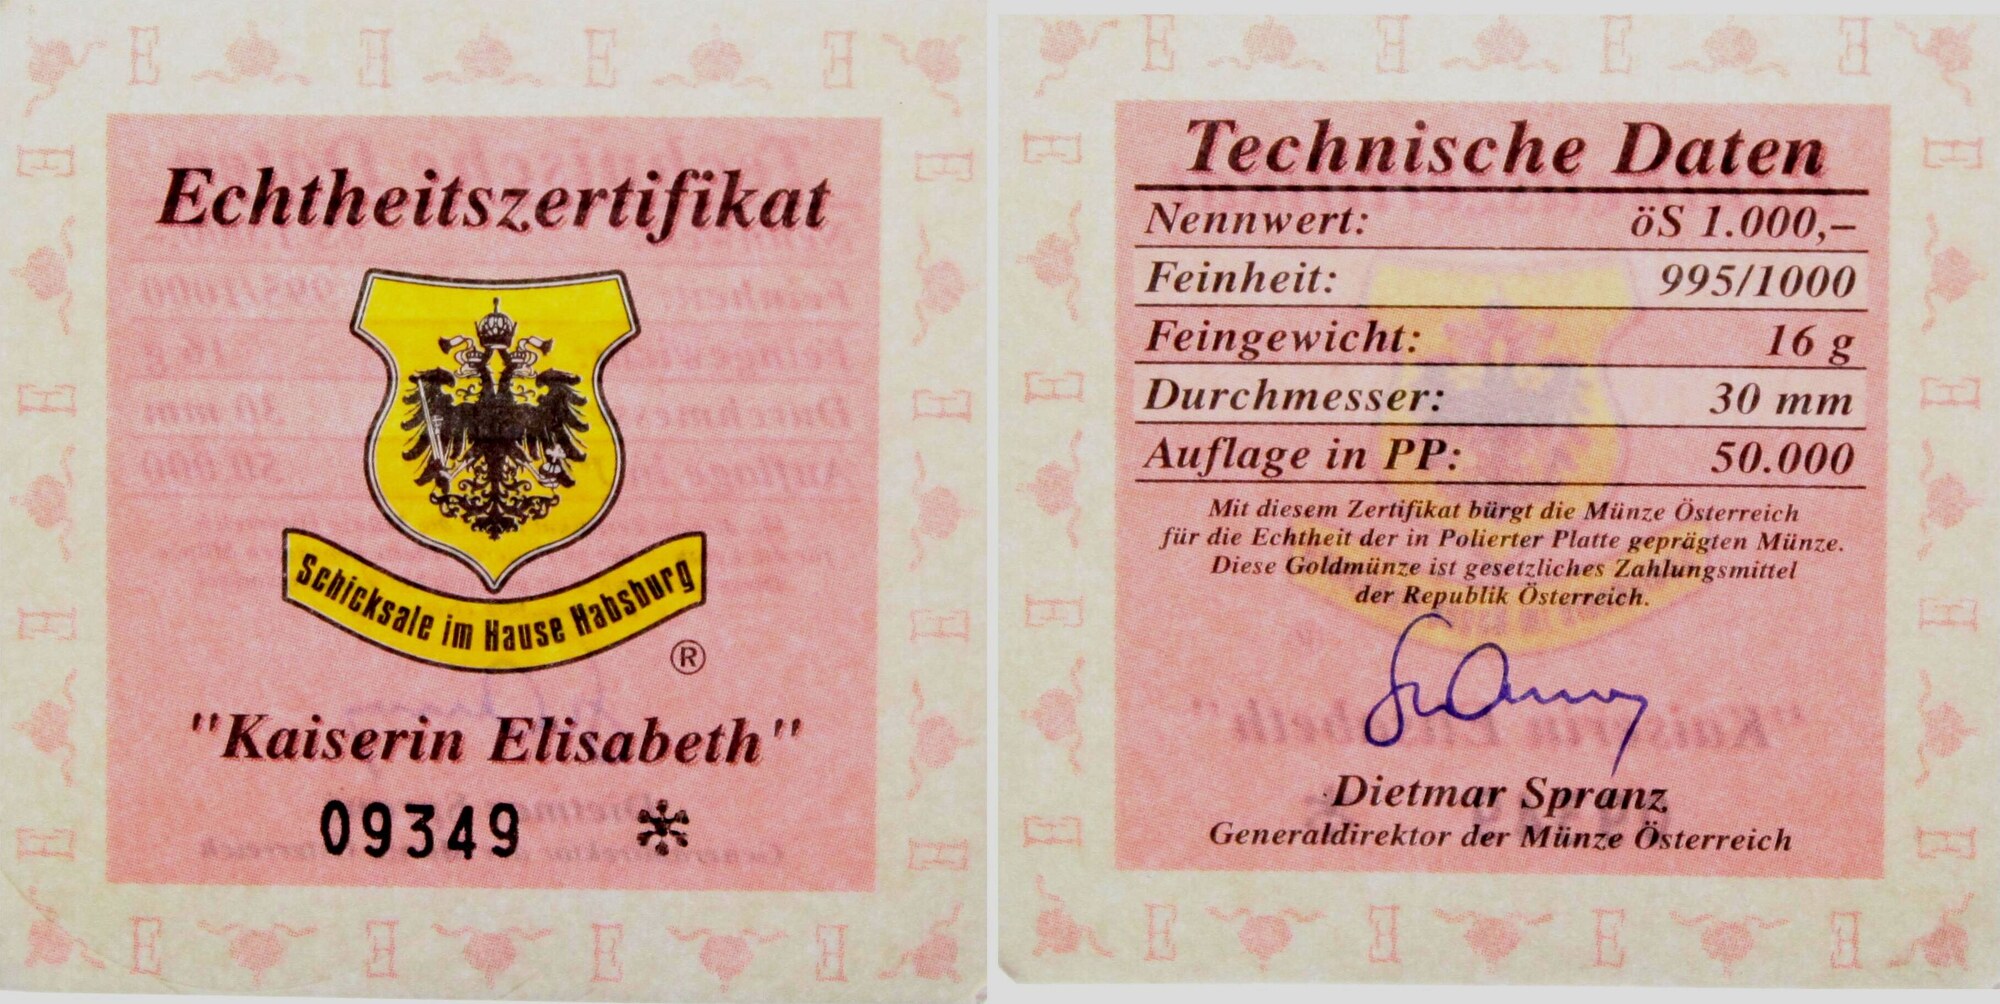 Echtheitszertifikat
Schicksale im Hause Habsburg
®
"Kaiserin Elisabeth"
09349 *
Technische Daten
Nennwert: öS 1.000,–
Feinheit: 995/1000
Feingewicht: 16 g
Durchmesser: 30 mm
Auflage in PP: 50.000
Mit diesem Zertifikat bürgt die Münze Österreich
für die Echtheit der in Polierter Platte geprägten Münze.
Diese Goldmünze ist gesetzliches Zahlungsmittel
der Republik Österreich.
Dietmar Spranz
Generaldirektor der Münze Österreich